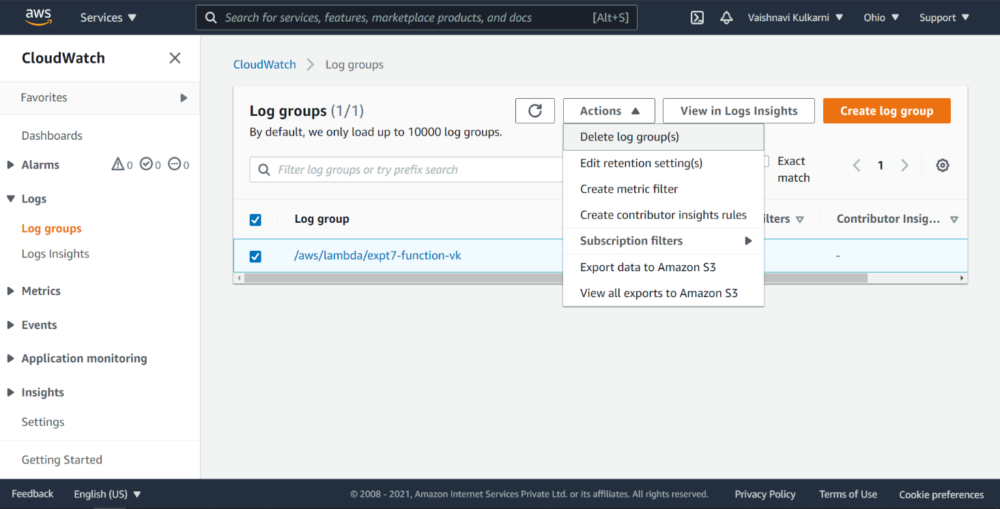 aws
Services
Search for services, features, marketplace products, and docs
[Alt+S]
Vaishnavi Kulkarni
Ohio
Support
CloudWatch
Favorites
Dashboards
Alarms
0
0
0
Logs
Log groups
Logs Insights
Metrics
Events
Application monitoring
Insights
Settings
Getting Started
CloudWatch
Log groups
Log groups (1/1)
By default, we only load up to 10000 log groups.
Actions
View in Logs Insights
Create log group
Filter log groups or try prefix search
Delete log group(s)
Edit retention setting(s)
Create metric filter
Create contributor insights rules
Subscription filters
Export data to Amazon S3
View all exports to Amazon S3
Exact
match
1
Log group
ilters
Contributor Insig...
/aws/lambda/expt7-function-vk
-
Feedback
English (US)
© 2008 - 2021, Amazon Internet Services Private Ltd. or its affiliates. All rights reserved.
Privacy Policy
Terms of Use
Cookie preferences